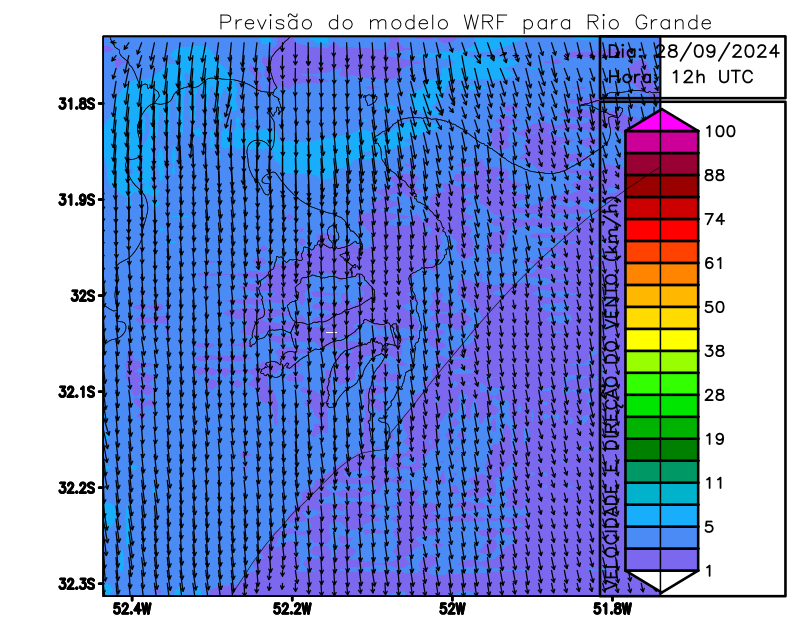 Previsão do modelo WRF para Rio Grande
Dia: 28/09/2024
Hora: 12h UTC
31.8S
31.9S
32S
32.1S
32.2S
32.3S
52.4W
52.2W
52W
51.8W
VELOCIDADE E DIREÇÃO DO VENTO (km/h)
100
88
74
61
50
38
28
19
11
5
1